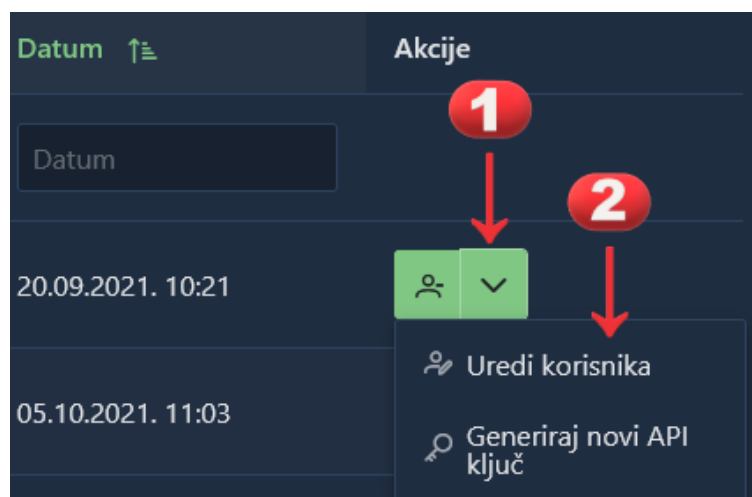 Datum Akcije
1
Datum
2
20.09.2021. 10:21
Uredi korisnika
05.10.2021. 11:03
Generiraj novi API
ključ